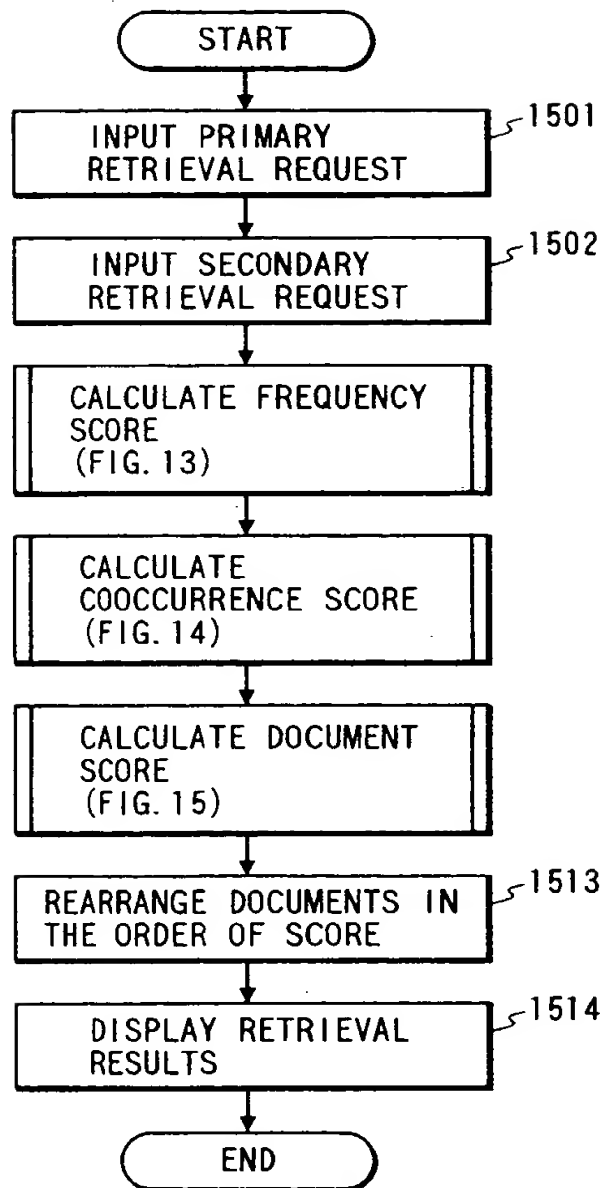 START
INPUT PRIMARY
RETRIEVAL REQUEST
1501
INPUT SECONDARY
RETRIEVAL REQUEST
1502
CALCULATE FREQUENCY
SCORE
(FIG. 13)
CALCULATE
COOCCURRENCE SCORE
(FIG. 14)
CALCULATE DOCUMENT
SCORE
(FIG. 15)
REARRANGE DOCUMENTS IN
THE ORDER OF SCORE
1513
DISPLAY RETRIEVAL
RESULTS
1514
END